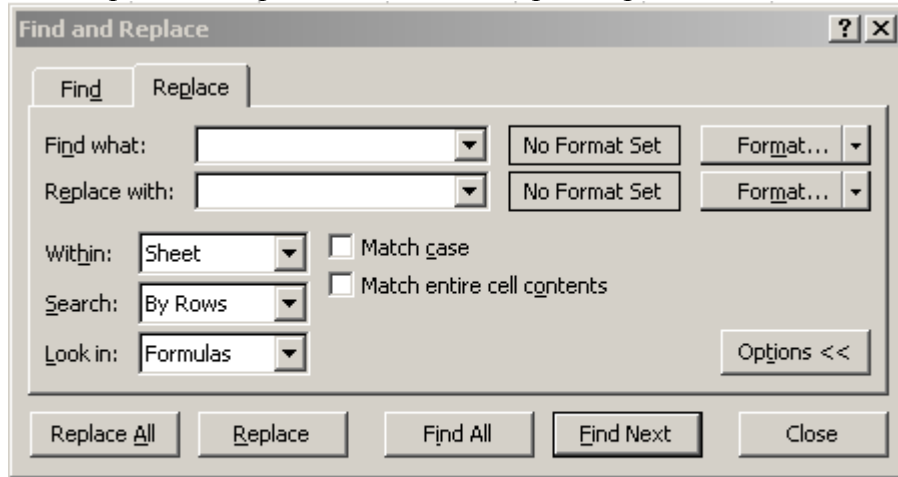 Find and Replace ? X
Find Replace
Find what: No Format Set Format...
Replace with: No Format Set Format...
Within: Sheet Match case
Match entire cell contents
Search: By Rows
Look in: Formulas Options <<
Replace All Replace Find All Find Next Close